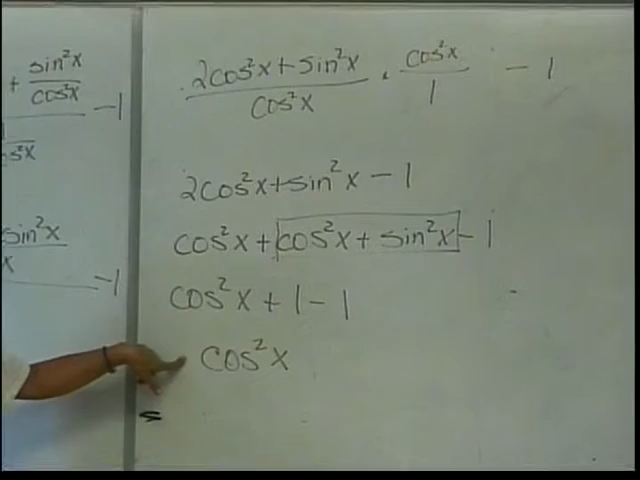 + sin²x / cos²x - 1
cos²x
sin²x
x - 1
2cos²x + sin²x / cos²x · cos²x / 1 - 1
2cos²x + sin²x - 1
cos²x + cos²x + sin²x - 1
cos²x + 1 - 1
cos²x